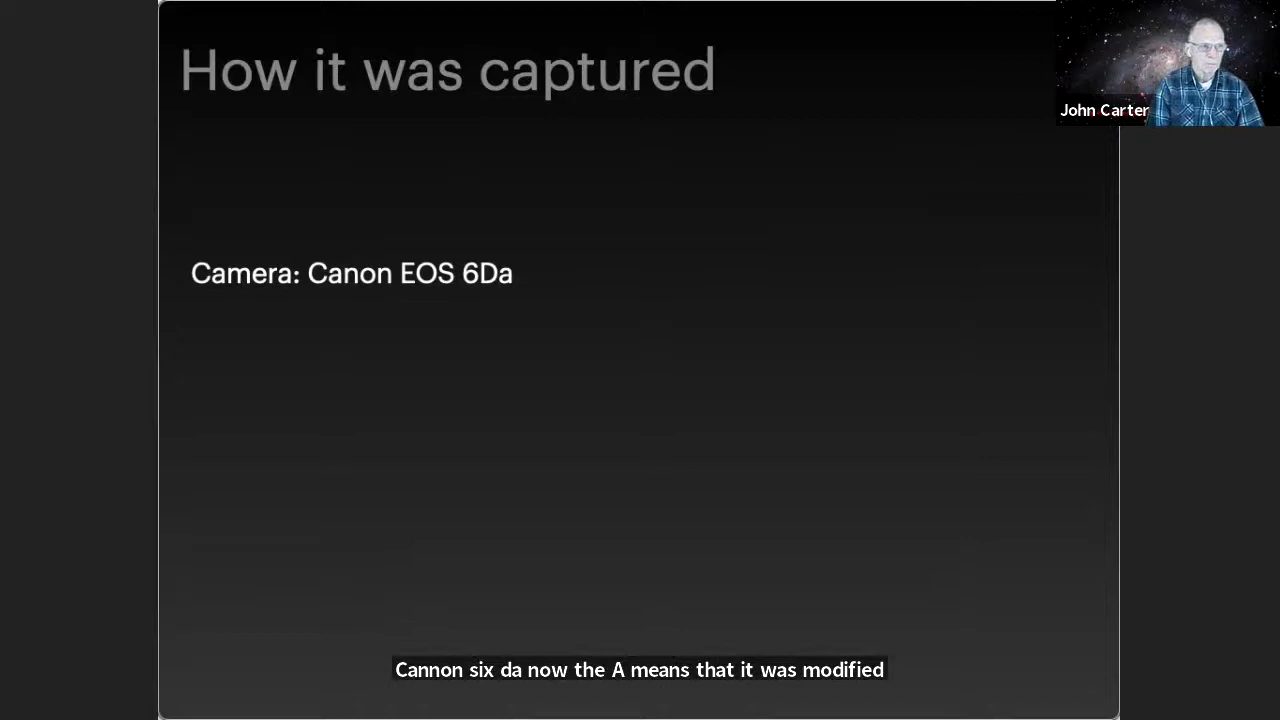 How it was captured
John Carter
Camera: Canon EOS 6Da
Cannon six da now the A means that it was modified